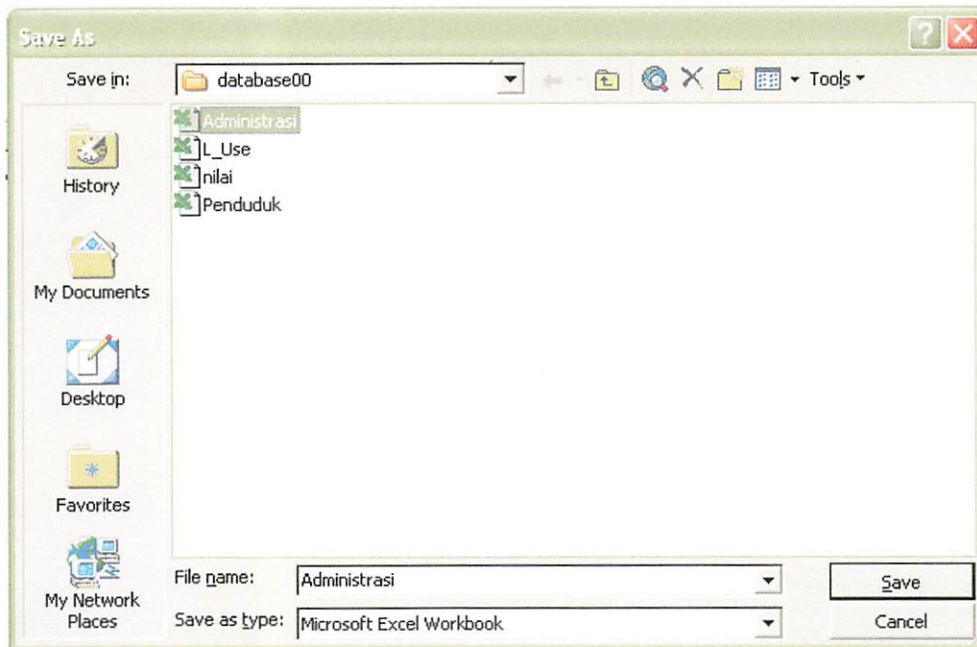 Save As
Save in: database00 Tools
Administrasi
L_Use
nilai
Penduduk
History
My Documents
Desktop
Favorites
My Network Places
File name: Administrasi Save
Save as type: Microsoft Excel Workbook Cancel